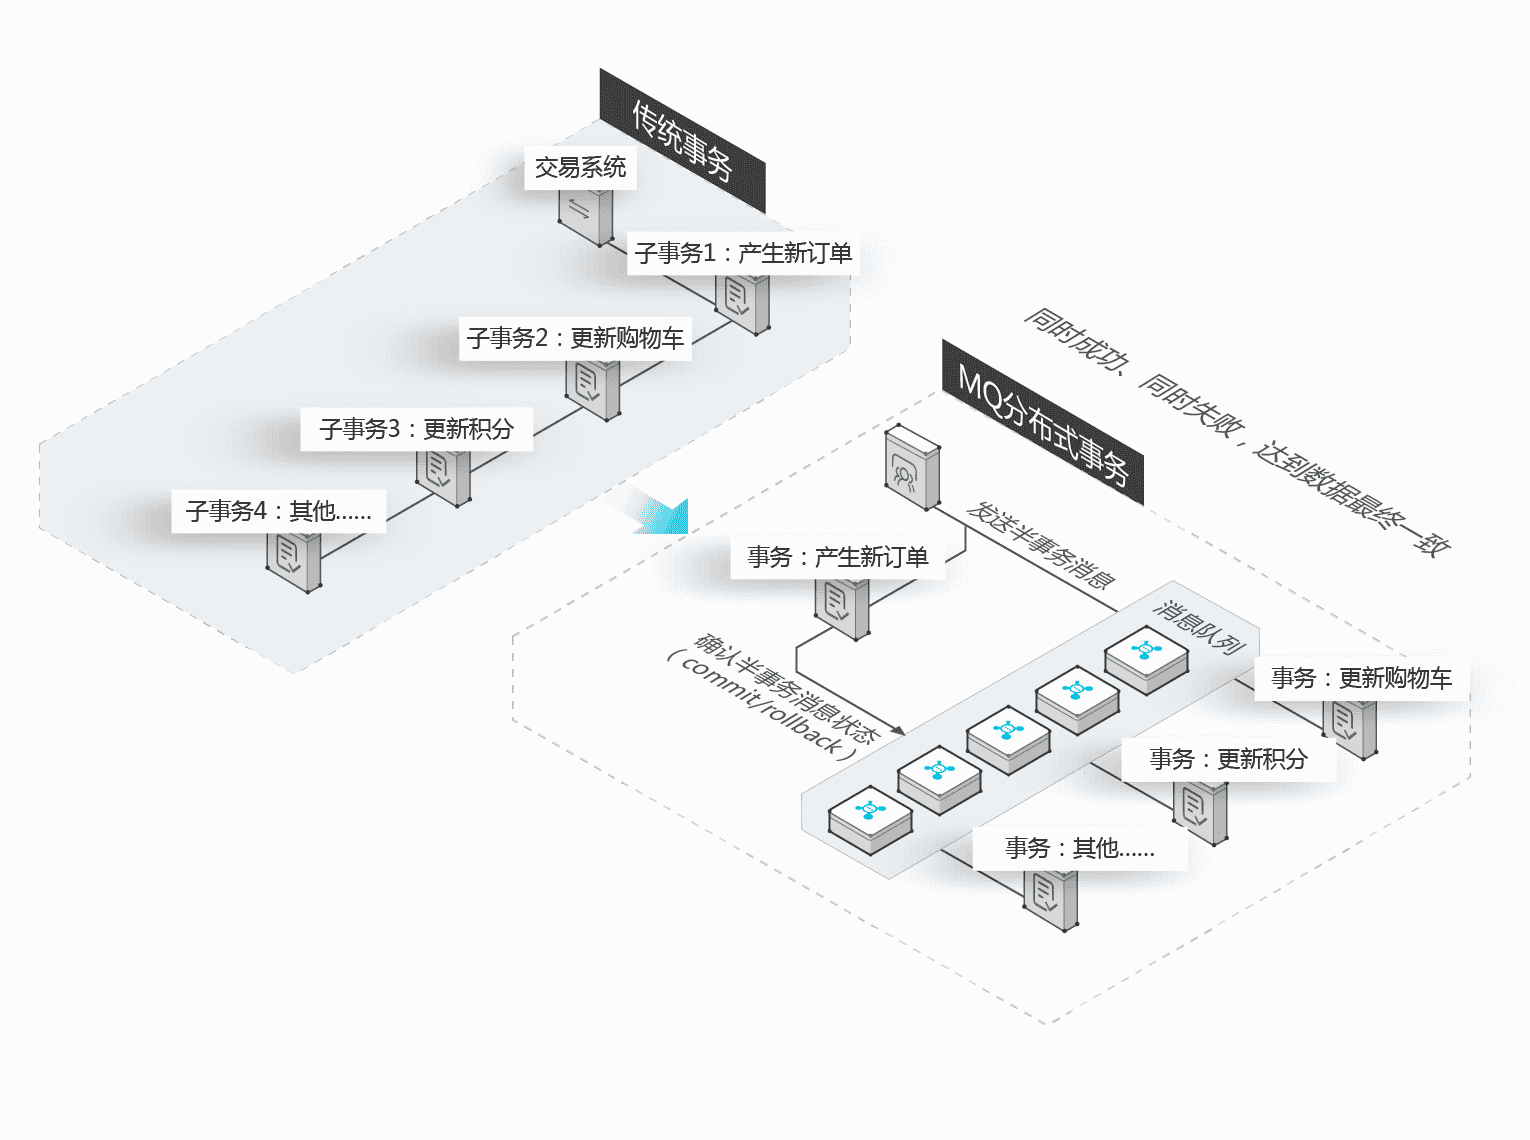 传统事务
交易系统
子事务1：产生新订单
子事务2：更新购物车
子事务3：更新积分
子事务4：其他......
同时成功、同时失败，达到数据最终一致
MQ分布式事务
发送半事务消息
事务：产生新订单
确认半事务消息状态
（commit/rollback）
消息队列
事务：更新购物车
事务：更新积分
事务：其他......